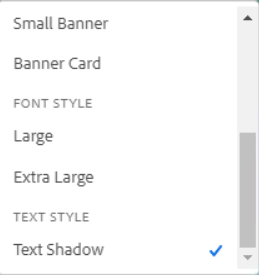 Small Banner
Banner Card
FONT STYLE
Large
Extra Large
TEXT STYLE
Text Shadow